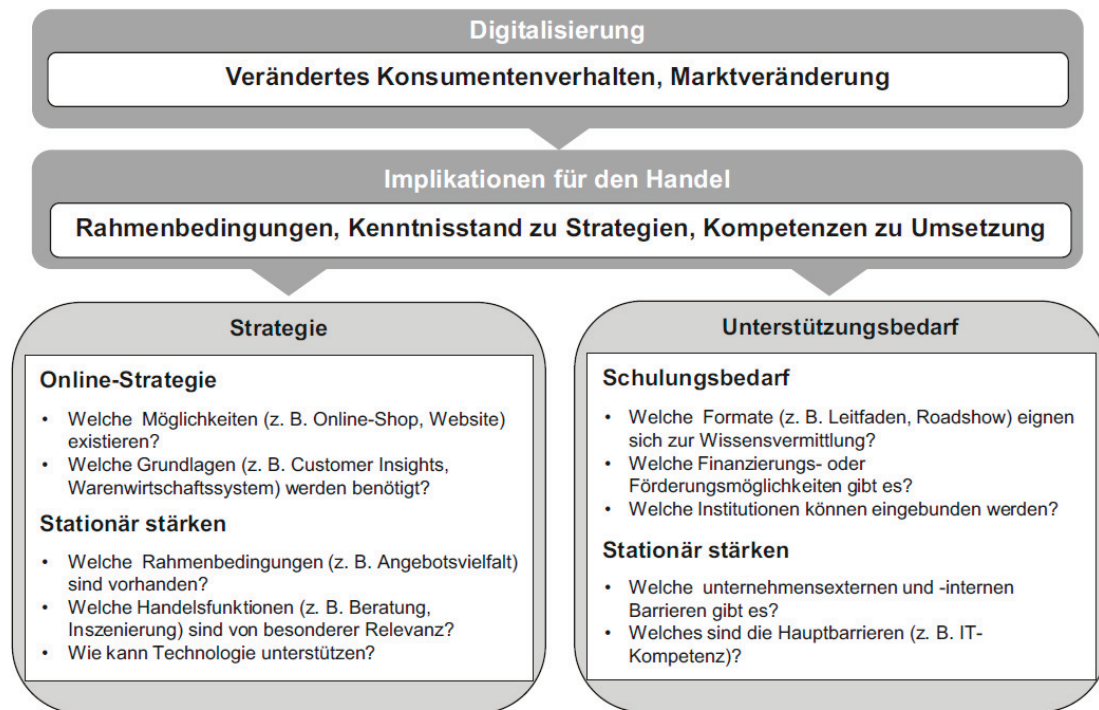 Digitalisierung
Verändertes Konsumentenverhalten, Marktveränderung
Implikationen für den Handel
Rahmenbedingungen, Kenntnisstand zu Strategien, Kompetenzen zu Umsetzung
Strategie
Online-Strategie
• Welche Möglichkeiten (z. B. Online-Shop, Website)
existieren?
• Welche Grundlagen (z. B. Customer Insights,
Warenwirtschaftssystem) werden benötigt?
Stationär stärken
• Welche Rahmenbedingungen (z. B. Angebotsvielfalt)
sind vorhanden?
• Welche Handelsfunktionen (z. B. Beratung,
Inszenierung) sind von besonderer Relevanz?
• Wie kann Technologie unterstützen?
Unterstützungsbedarf
Schulungsbedarf
• Welche Formate (z. B. Leitfaden, Roadshow) eignen
sich zur Wissensvermittlung?
• Welche Finanzierungs- oder
Förderungsmöglichkeiten gibt es?
• Welche Institutionen können eingebunden werden?
Stationär stärken
• Welche unternehmensexternen und -internen
Barrieren gibt es?
• Welches sind die Hauptbarrieren (z. B. IT-
Kompetenz)?